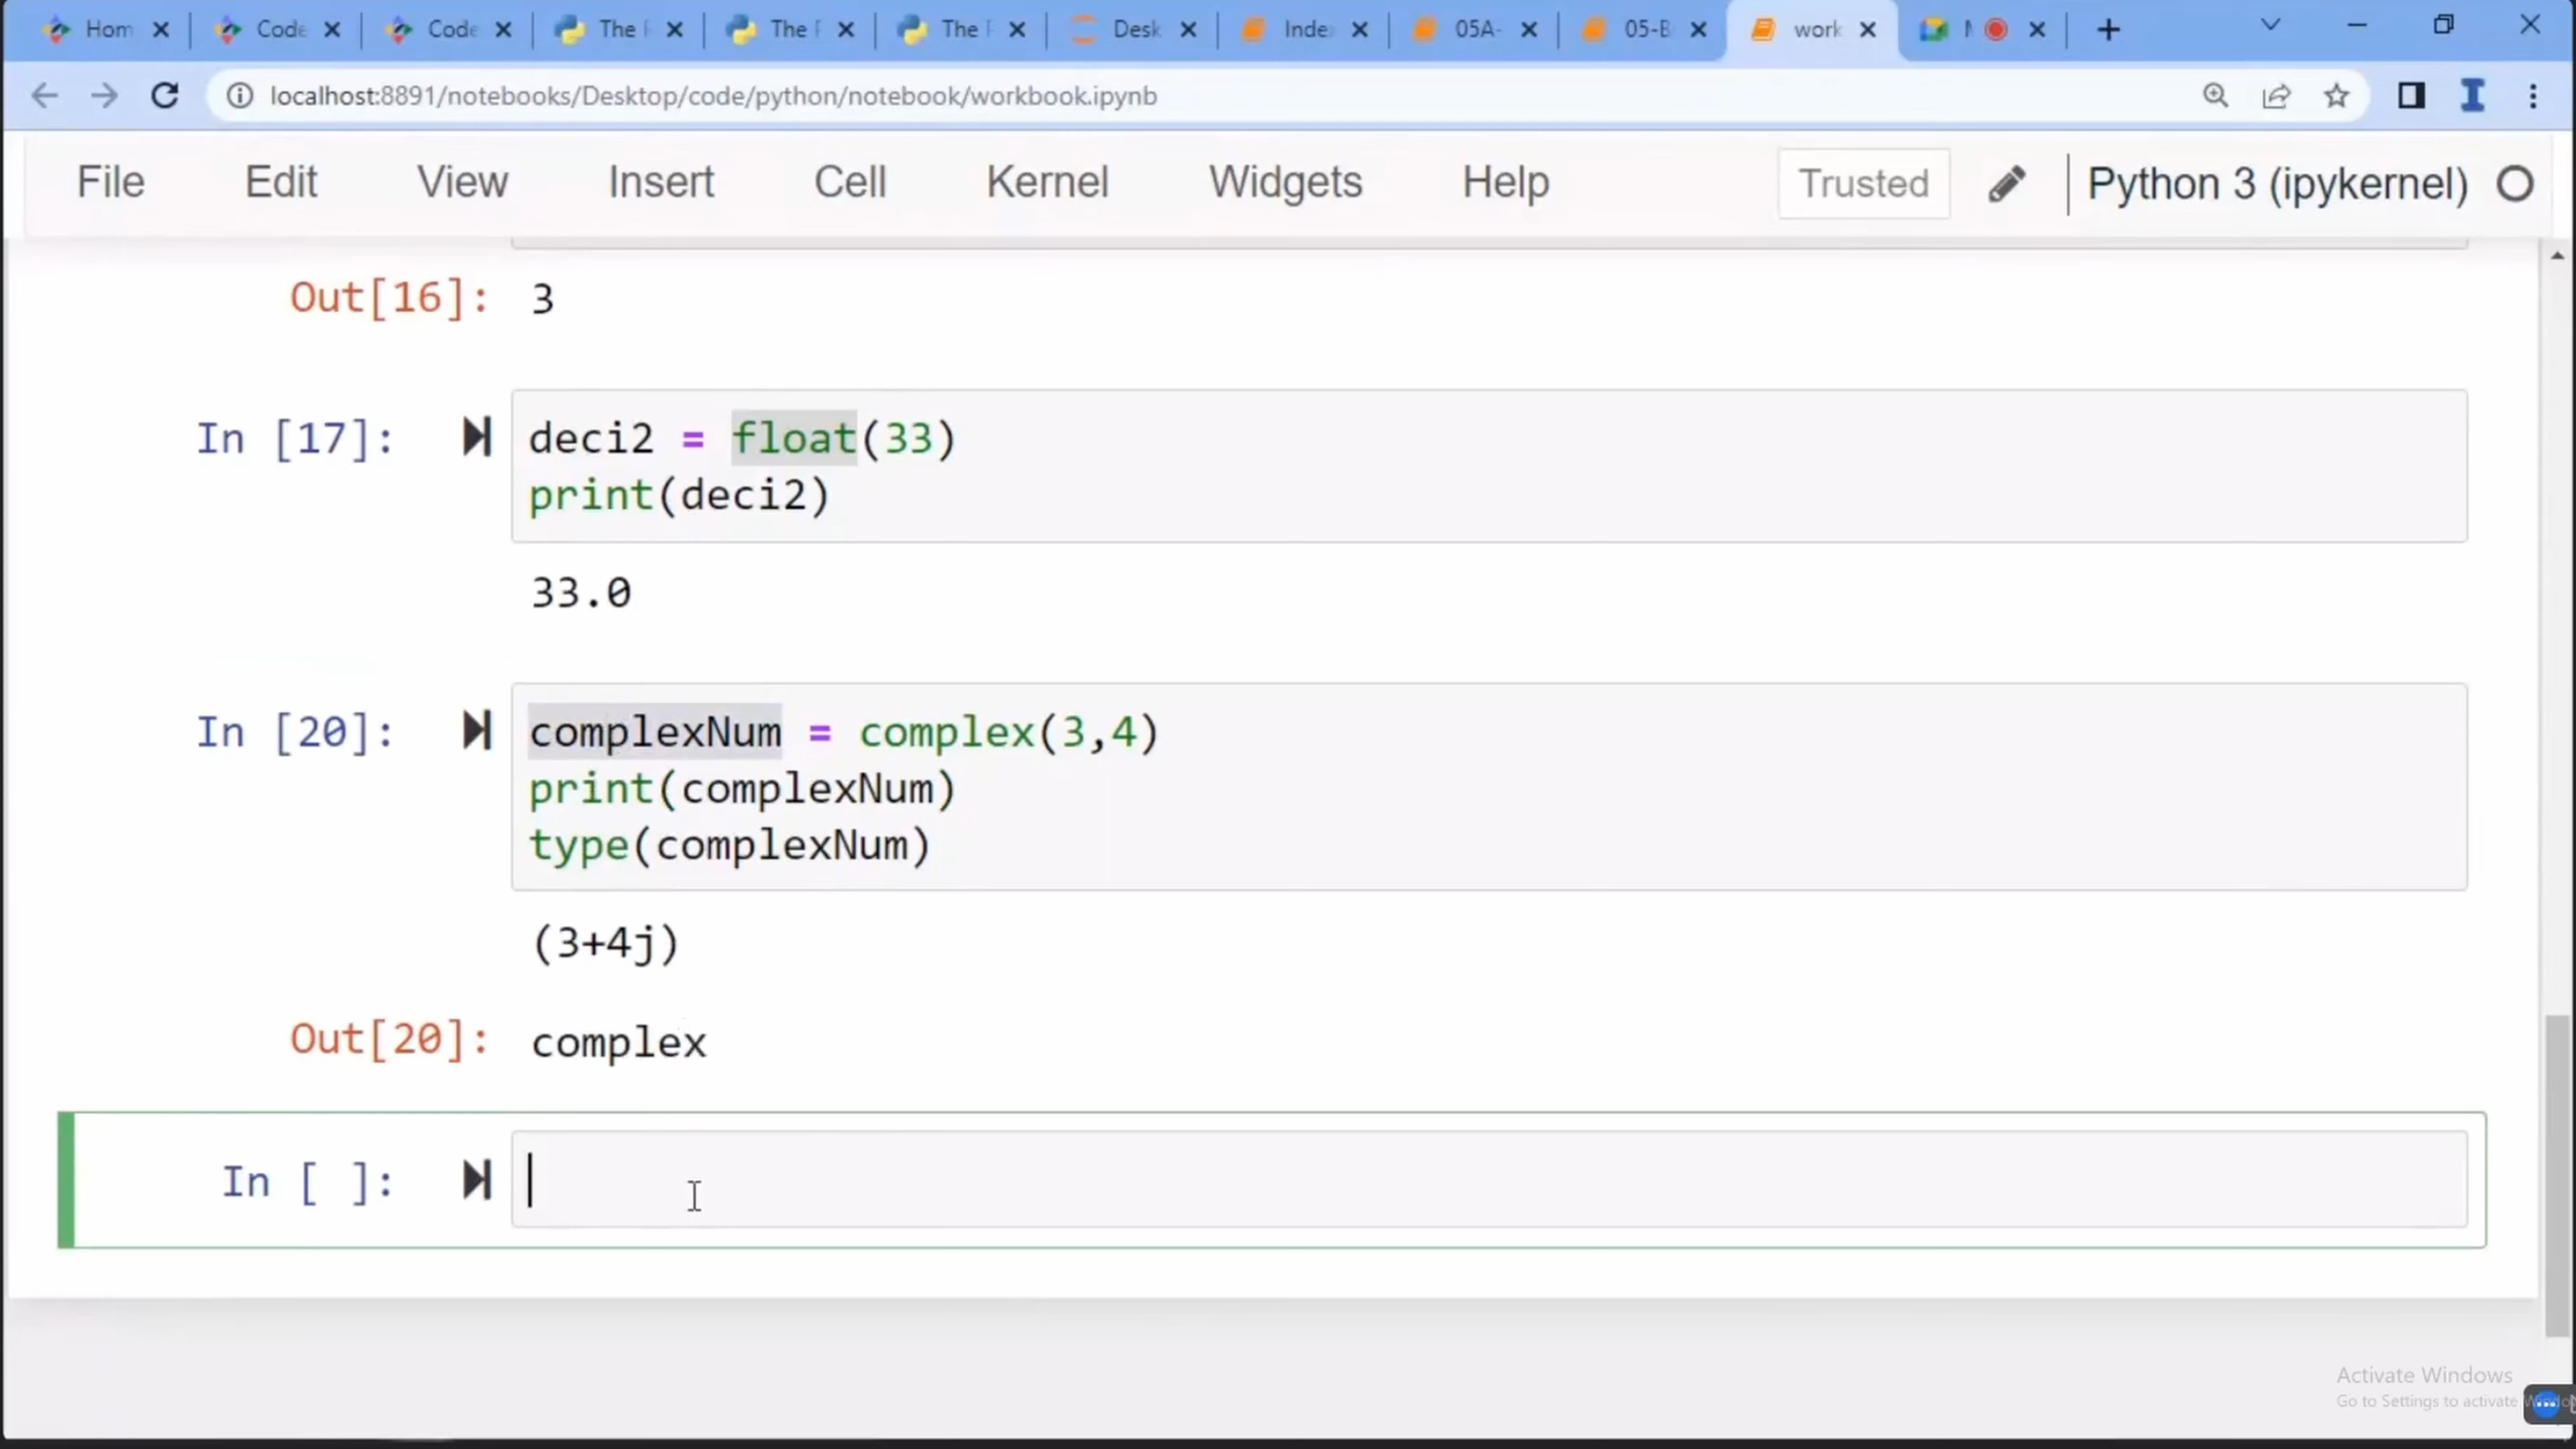 Hom
Code
Code
The
The
The
Desk
Inde
05A-
05-B
work
localhost:8891/notebooks/Desktop/code/python/notebook/workbook.ipynb
File Edit View Insert Cell Kernel Widgets Help Trusted Python 3 (ipykernel)
Out[16]: 3
In [17]: deci2 = float(33)
print(deci2)
33.0
In [20]: complexNum = complex(3,4)
print(complexNum)
type(complexNum)
(3+4j)
Out[20]: complex
In [ ]:
Activate Windows
Go to Settings to activate